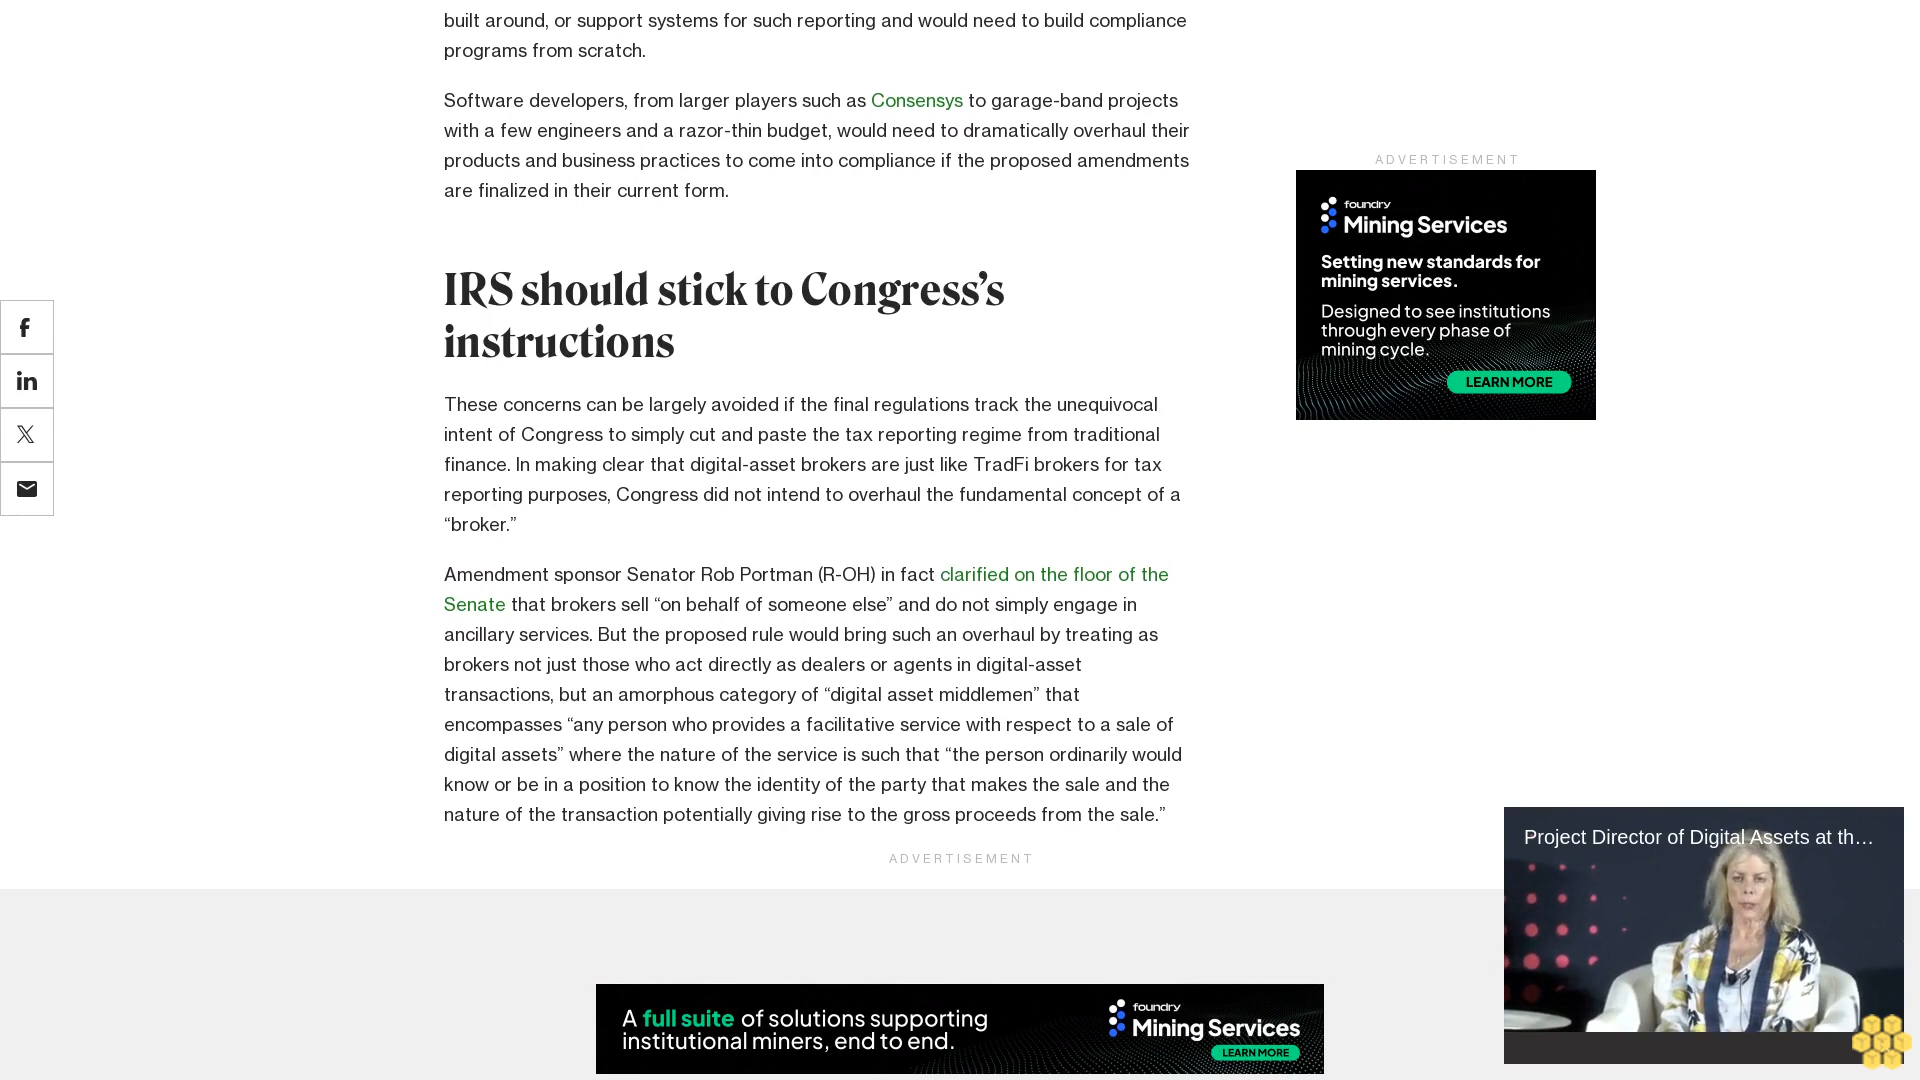 built around, or support systems for such reporting and would need to build compliance
programs from scratch.
Software developers, from larger players such as Consensys to garage-band projects
with a few engineers and a razor-thin budget, would need to dramatically overhaul their
products and business practices to come into compliance if the proposed amendments
are finalized in their current form.
IRS should stick to Congress’s
instructions
These concerns can be largely avoided if the final regulations track the unequivocal
intent of Congress to simply cut and paste the tax reporting regime from traditional
finance. In making clear that digital-asset brokers are just like TradFi brokers for tax
reporting purposes, Congress did not intend to overhaul the fundamental concept of a
“broker.”
Amendment sponsor Senator Rob Portman (R-OH) in fact clarified on the floor of the
Senate that brokers sell “on behalf of someone else” and do not simply engage in
ancillary services. But the proposed rule would bring such an overhaul by treating as
brokers not just those who act directly as dealers or agents in digital-asset
transactions, but an amorphous category of “digital asset middlemen” that
encompasses “any person who provides a facilitative service with respect to a sale of
digital assets” where the nature of the service is such that “the person ordinarily would
know or be in a position to know the identity of the party that makes the sale and the
nature of the transaction potentially giving rise to the gross proceeds from the sale.”
ADVERTISEMENT
foundry
Mining Services
Setting new standards for
mining services.
Designed to see institutions
through every phase of
mining cycle.
LEARN MORE
ADVERTISEMENT
A full suite of solutions supporting
institutional miners, end to end.
foundry
Mining Services
LEARN MORE
Project Director of Digital Assets at th…